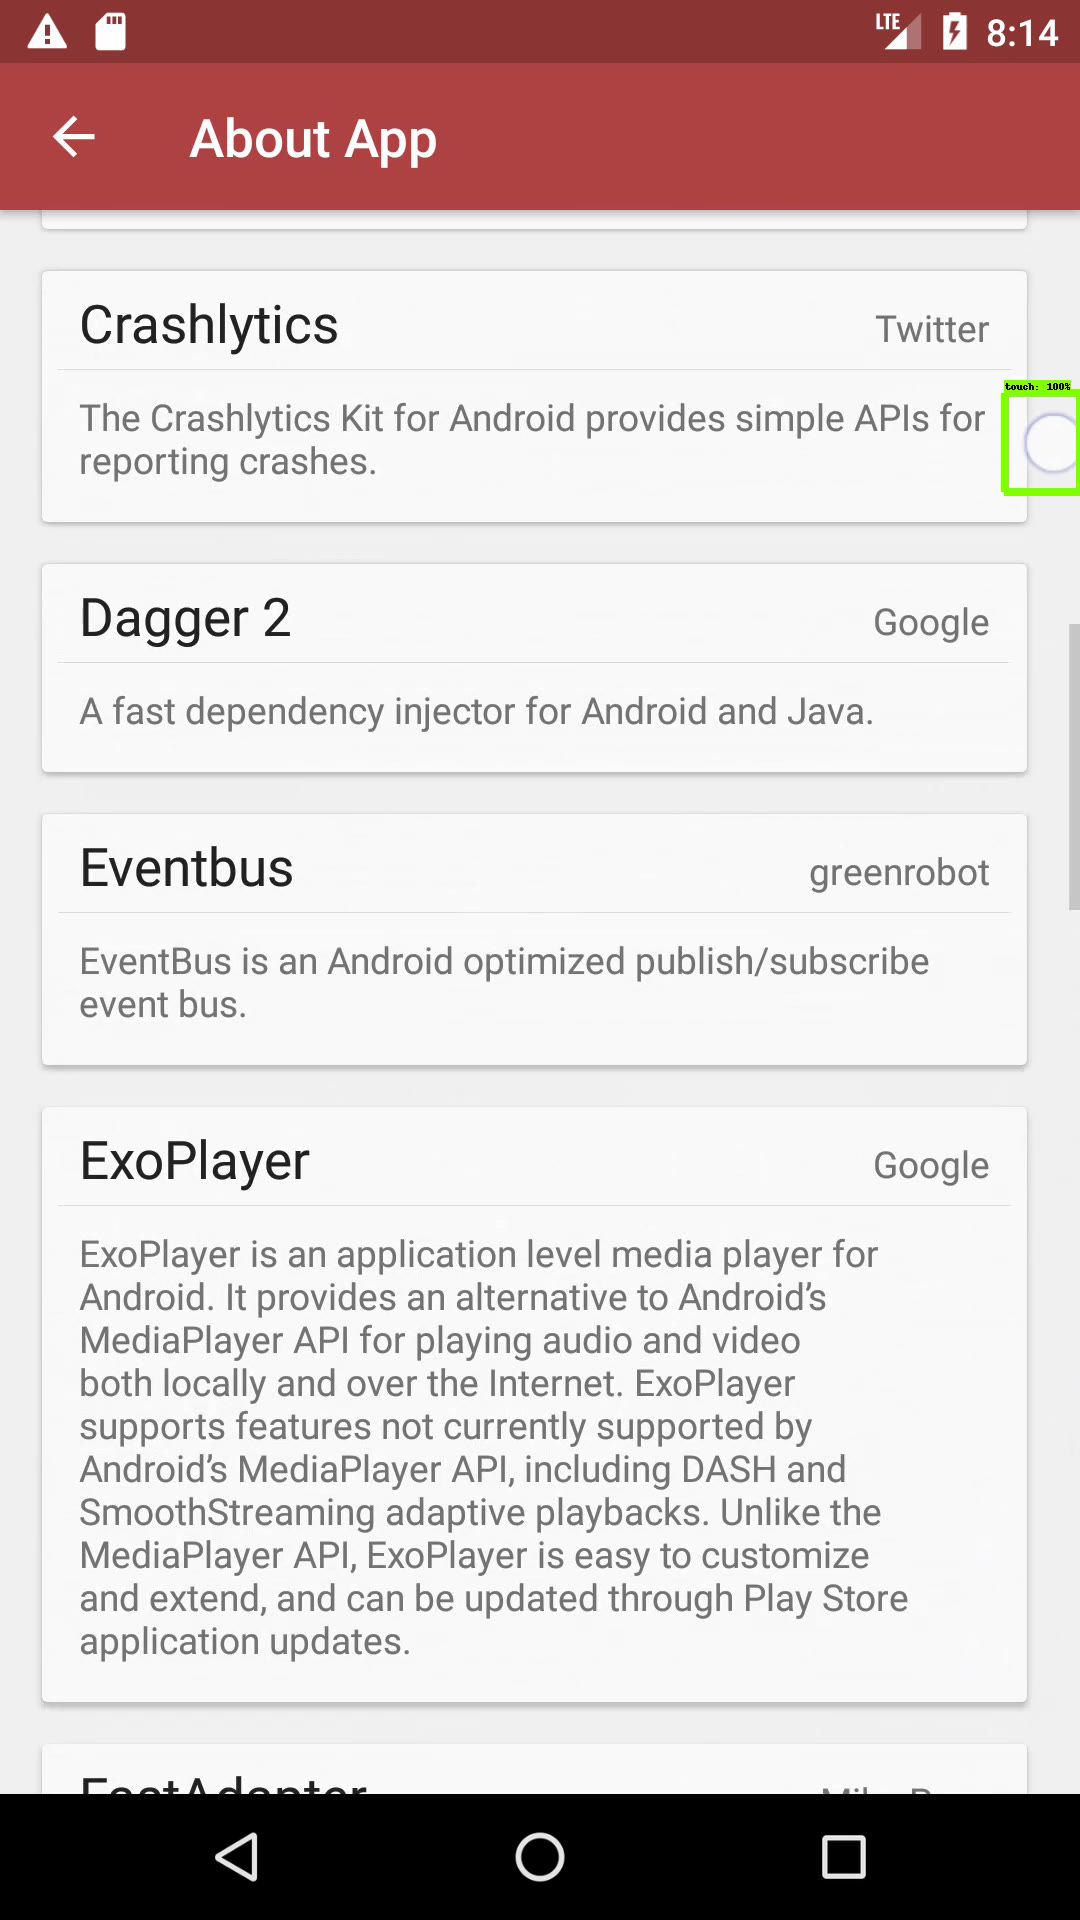 LTE 8:14
About App
Crashlytics Twitter
The Crashlytics Kit for Android provides simple APIs for
reporting crashes.
touch: 100%
Dagger 2 Google
A fast dependency injector for Android and Java.
Eventbus greenrobot
EventBus is an Android optimized publish/subscribe
event bus.
ExoPlayer Google
ExoPlayer is an application level media player for
Android. It provides an alternative to Android’s
MediaPlayer API for playing audio and video
both locally and over the Internet. ExoPlayer
supports features not currently supported by
Android’s MediaPlayer API, including DASH and
SmoothStreaming adaptive playbacks. Unlike the
MediaPlayer API, ExoPlayer is easy to customize
and extend, and can be updated through Play Store
application updates.
FastAdapter